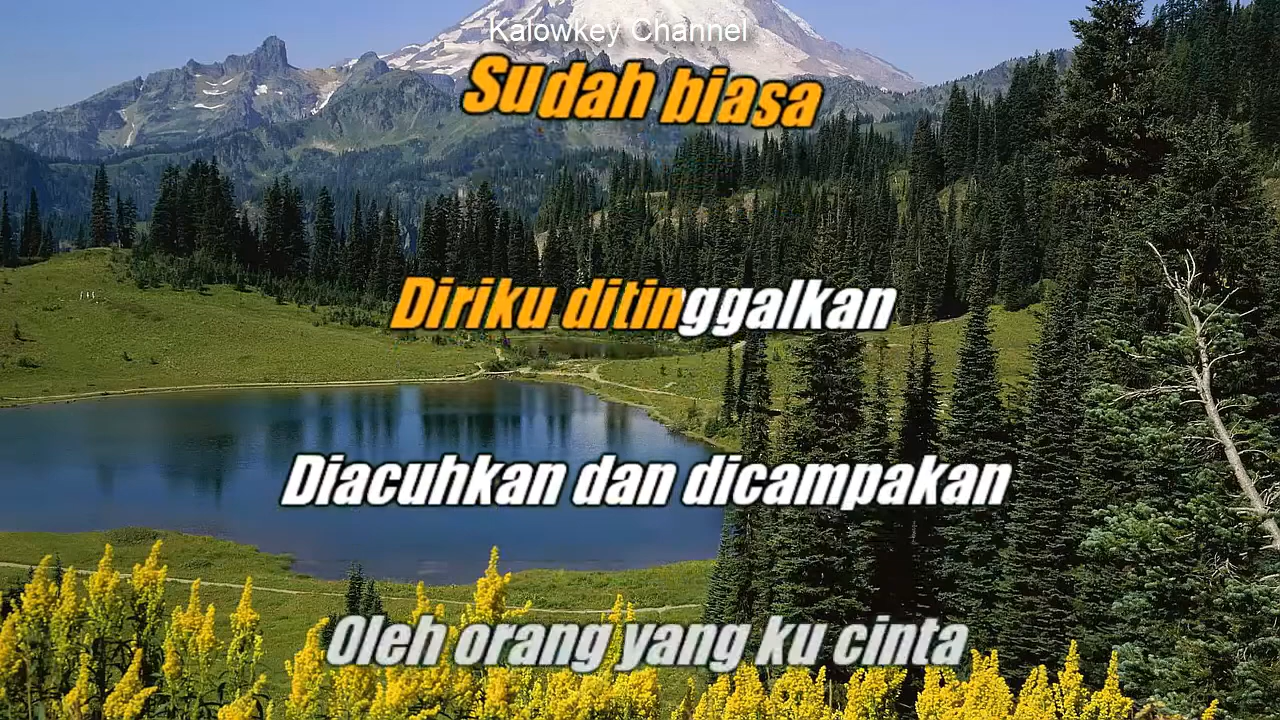 Kalowkey Channel
Sudah biasa
Diriku ditinggalkan
Diacuhkan dan dicampakan
Oleh orang yang ku cinta